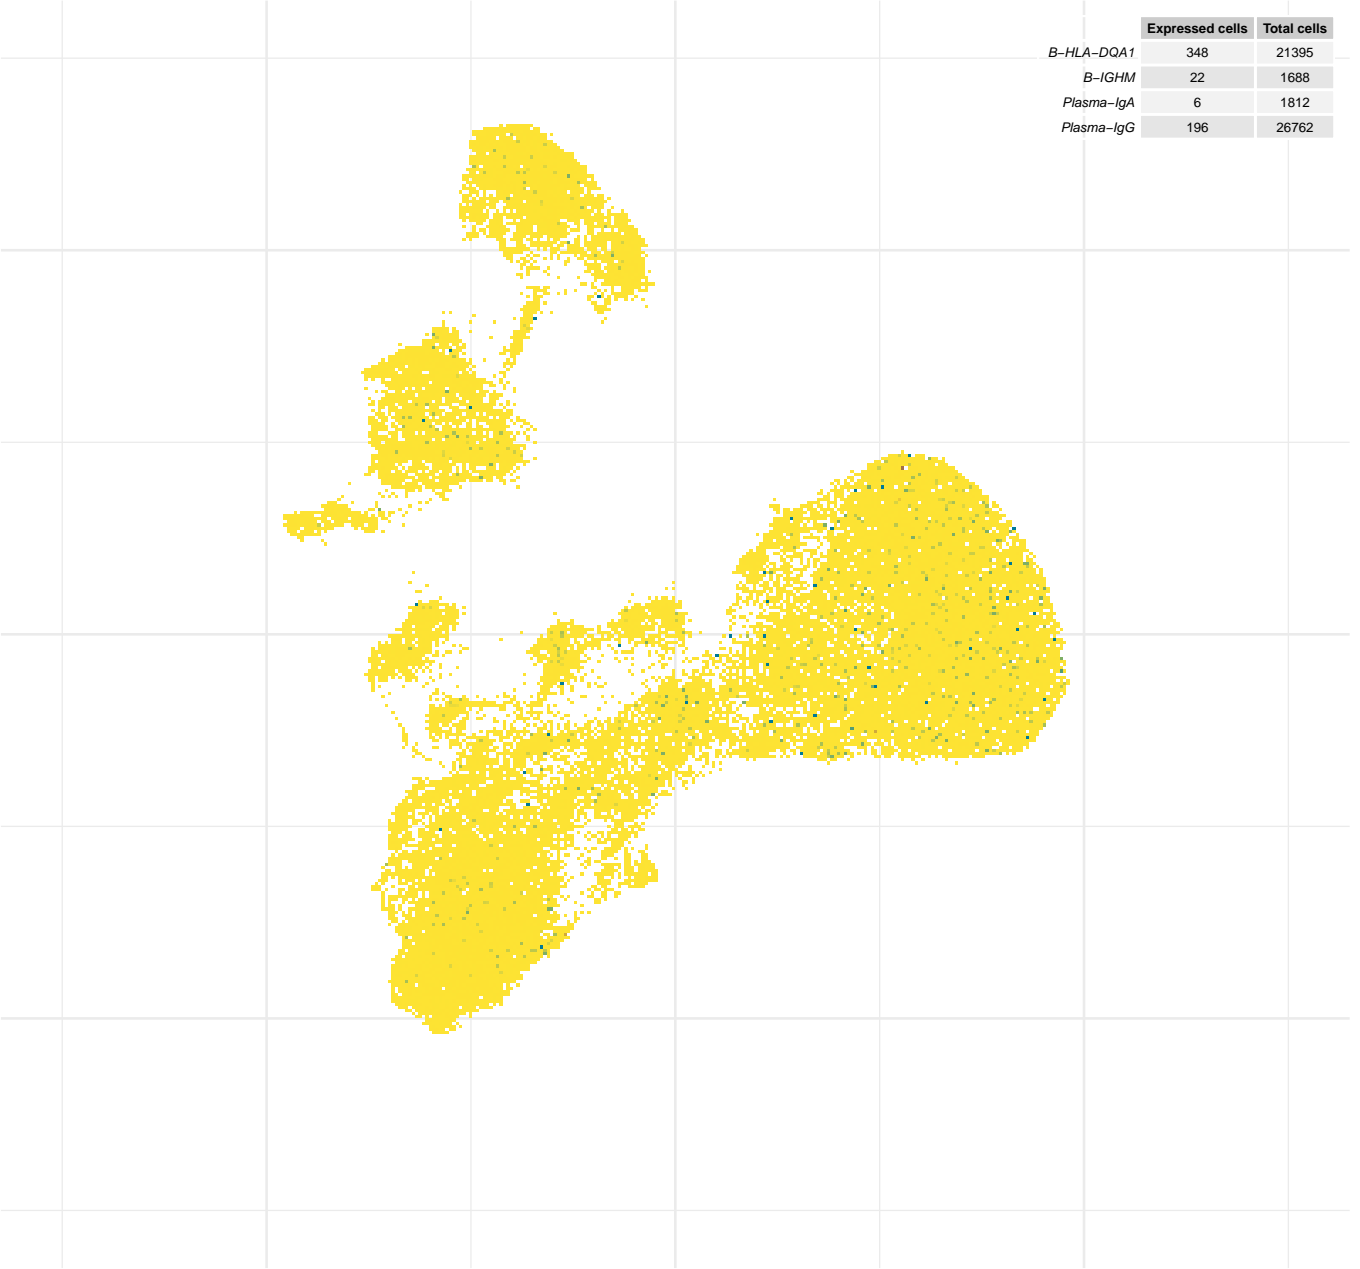 Expressed cells Total cells
B−HLA−DQA1 348 21395
B−IGHM 22 1688
Plasma−IgA 6 1812
Plasma−IgG 196 26762